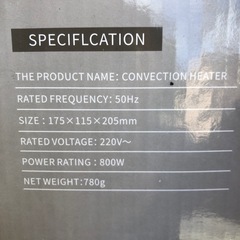 SPECIFLCATION
THE PRODUCT NAME: CONVECTION HEATER
RATED FREQUENCY: 50Hz
SIZE : 175×115×205mm
RATED VOLTAGE: 220V～
POWER RATING : 800W
NET WEIGHT:780g